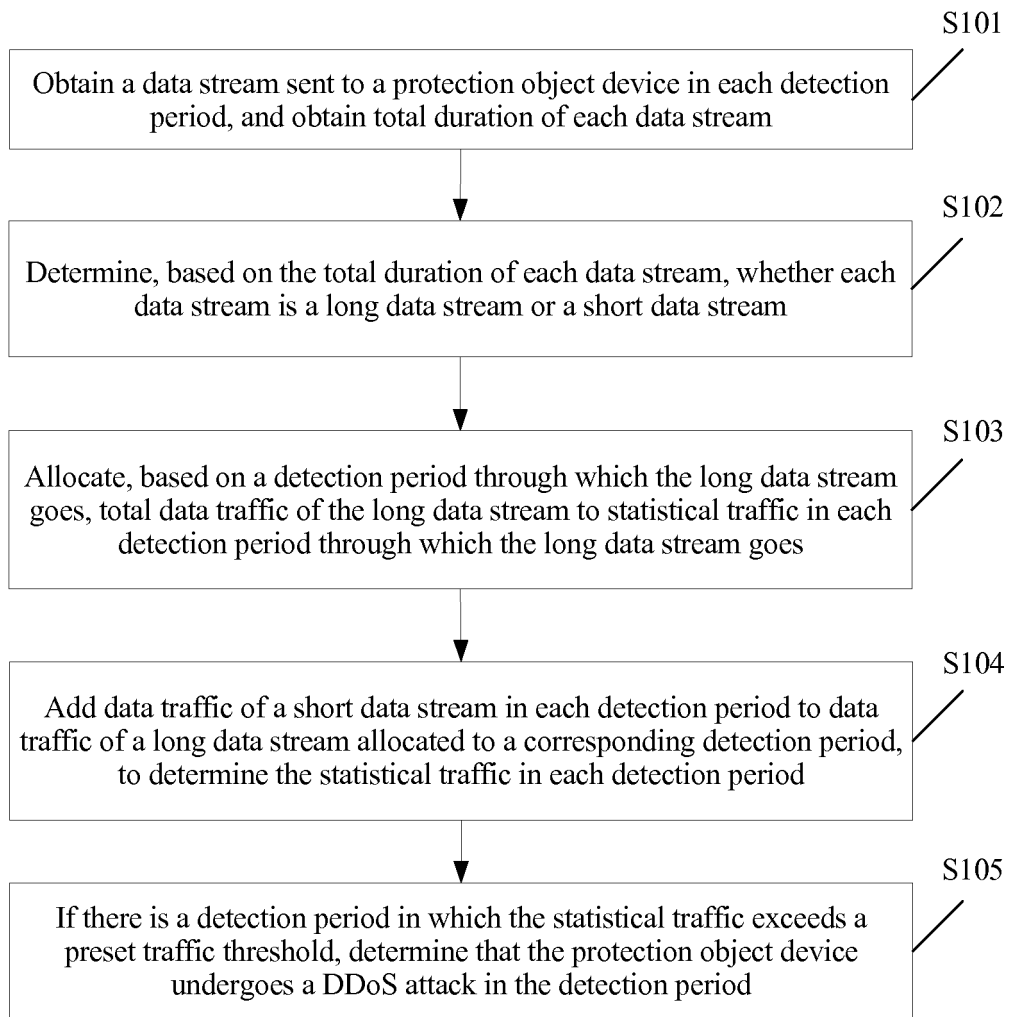 S101
Obtain a data stream sent to a protection object device in each detection
period, and obtain total duration of each data stream
S102
Determine, based on the total duration of each data stream, whether each
data stream is a long data stream or a short data stream
S103
Allocate, based on a detection period through which the long data stream
goes, total data traffic of the long data stream to statistical traffic in each
detection period through which the long data stream goes
S104
Add data traffic of a short data stream in each detection period to data
traffic of a long data stream allocated to a corresponding detection period,
to determine the statistical traffic in each detection period
S105
If there is a detection period in which the statistical traffic exceeds a
preset traffic threshold, determine that the protection object device
undergoes a DDoS attack in the detection period